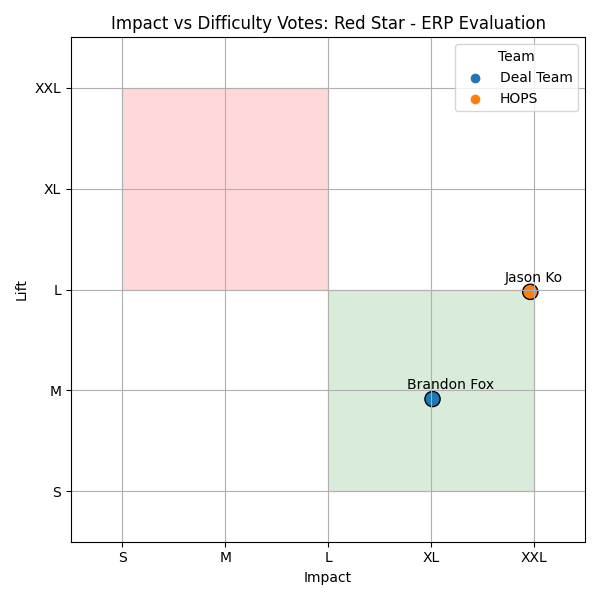 Impact vs Difficulty Votes: Red Star - ERP Evaluation
Team
Deal Team
HOPS
XXL
XL
L
M
S
Lift
Jason Ko
Brandon Fox
S
M
L
XL
XXL
Impact